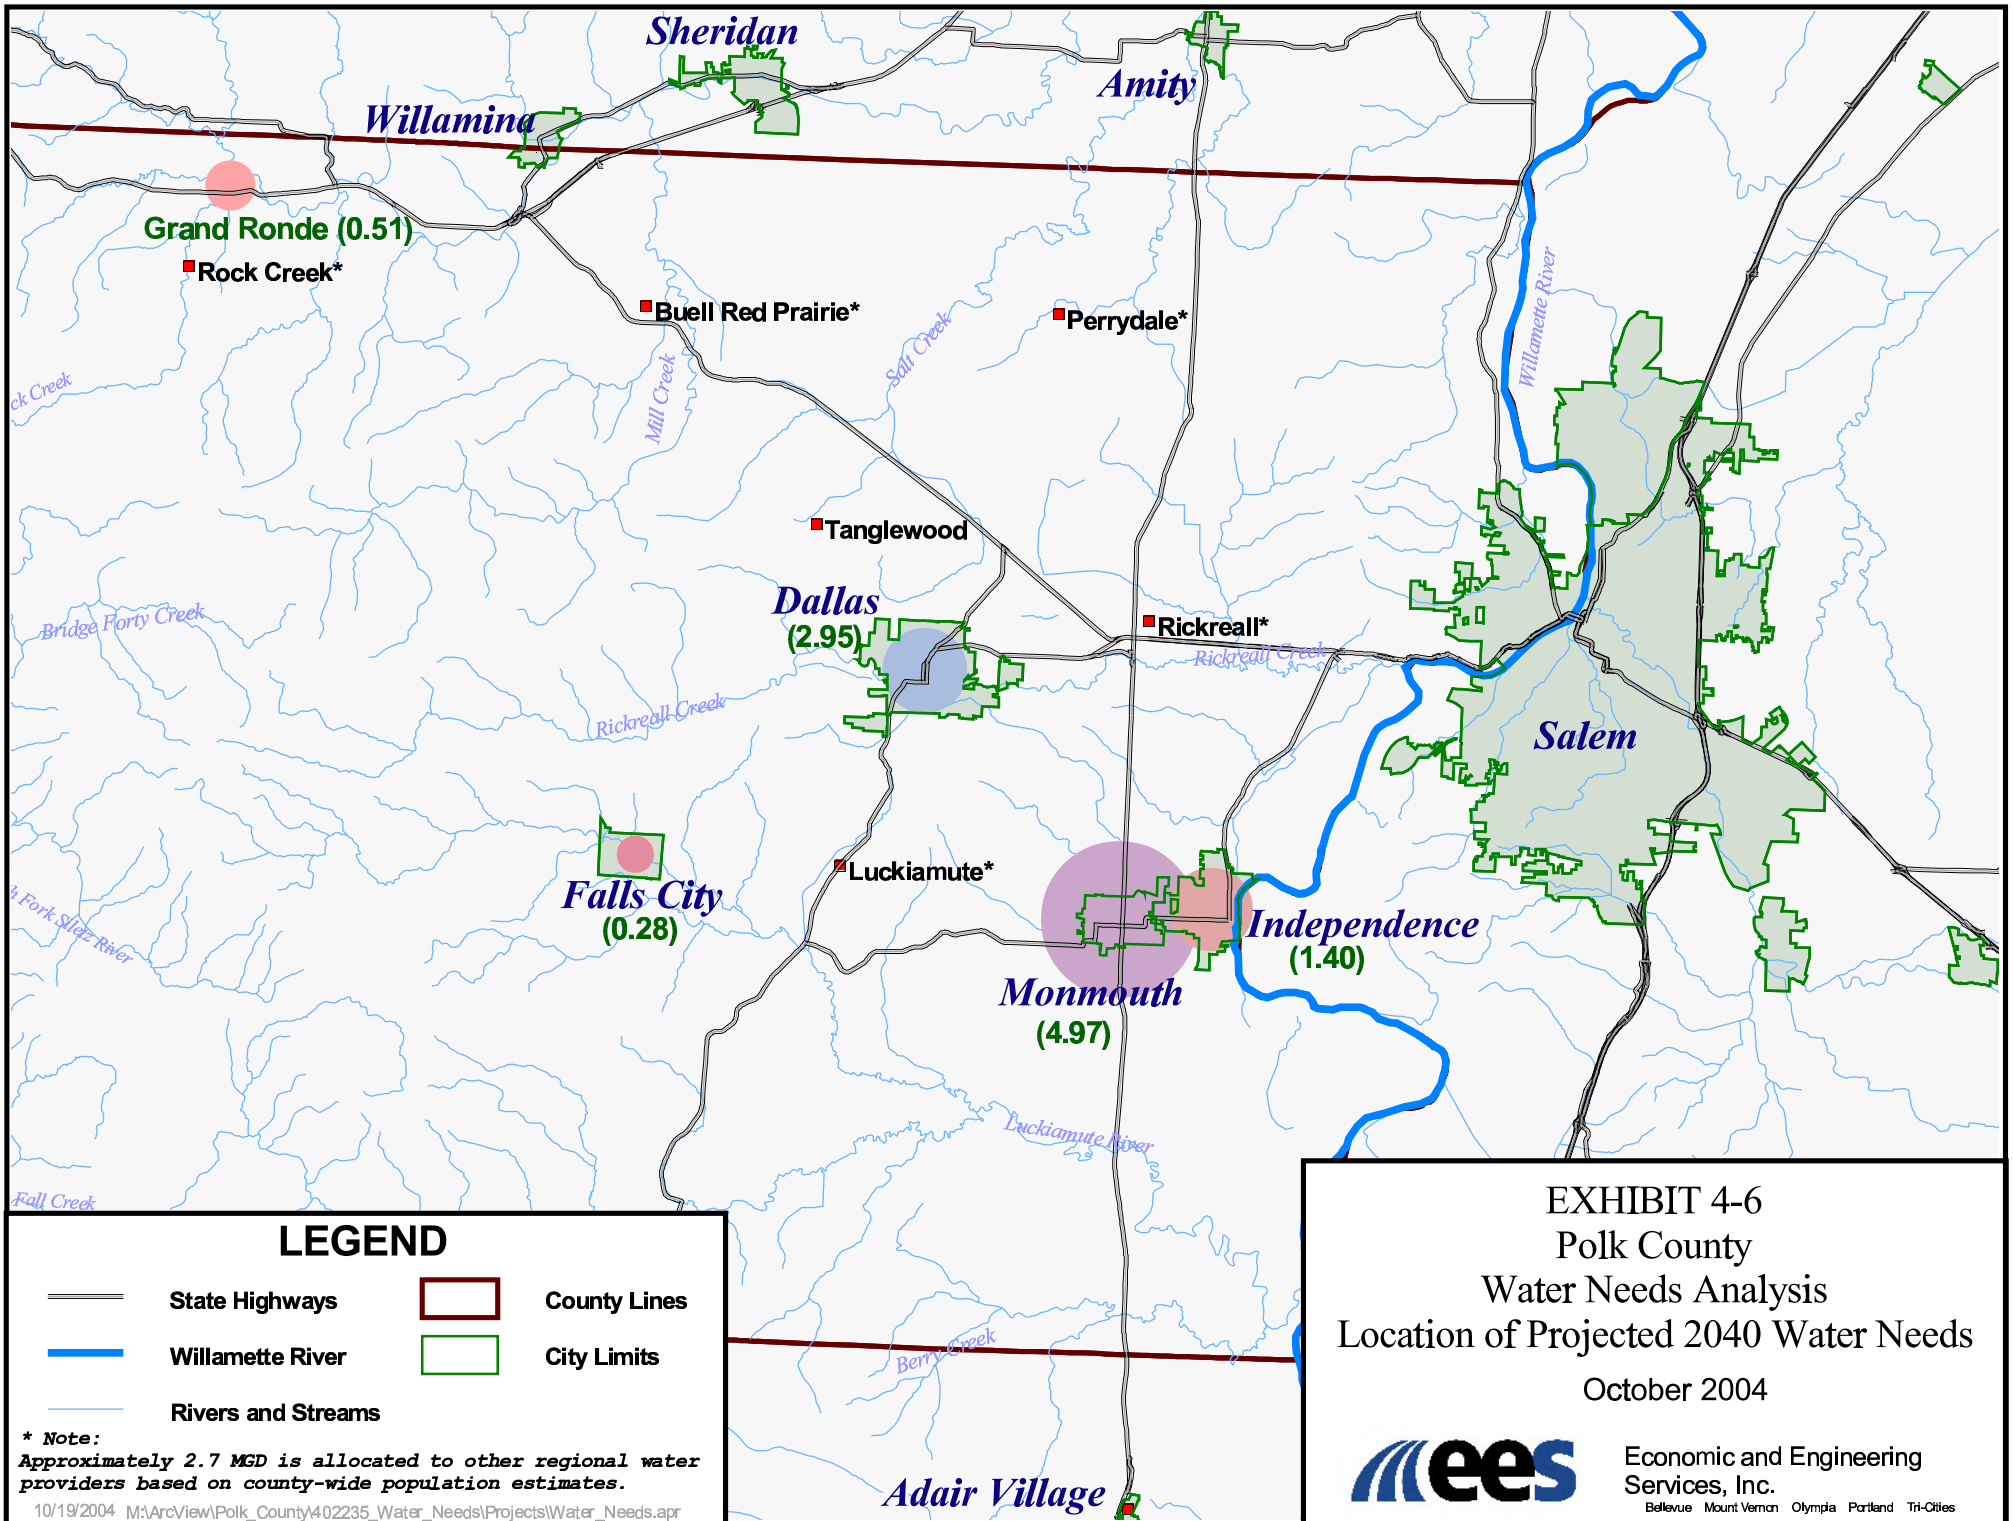 Sheridan
Amity
Willamina
Grand Ronde (0.51)
Rock Creek*
Buell Red Prairie*
Perrydale*
Willamette River
Salt Creek
Mill Creek
ck Creek
Tanglewood
Dallas
(2.95)
Rickreall*
Rickreall Creek
Bridge Forty Creek
Rickreall Creek
Salem
Luckiamute*
Falls City
(0.28)
h Fork Siletz River
Independence
(1.40)
Monmouth
(4.97)
Luckiamute River
Fall Creek
Berry Creek
Adair Village
LEGEND
State Highways
County Lines
Willamette River
City Limits
Rivers and Streams
* Note:
Approximately 2.7 MGD is allocated to other regional water
providers based on county-wide population estimates.
10/19/2004 M:\ArcView\Polk_County\402235_Water_Needs\Projects\Water_Needs.apr
EXHIBIT 4-6
Polk County
Water Needs Analysis
Location of Projected 2040 Water Needs
October 2004
ees
Economic and Engineering
Services, Inc.
Bellevue Mount Vernon Olympia Portland Tri-Cities